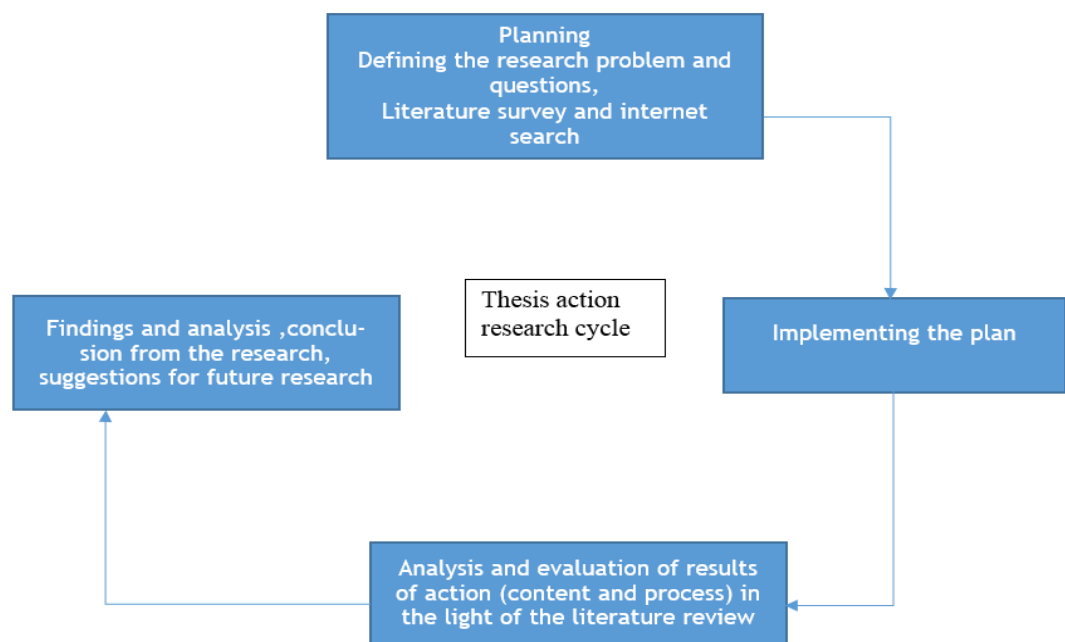 Planning
Defining the research problem and
questions,
Literature survey and internet
search
Thesis action
research cycle
Implementing the plan
Findings and analysis ,conclu-
sion from the research,
suggestions for future research
Analysis and evaluation of results
of action (content and process) in
the light of the literature review